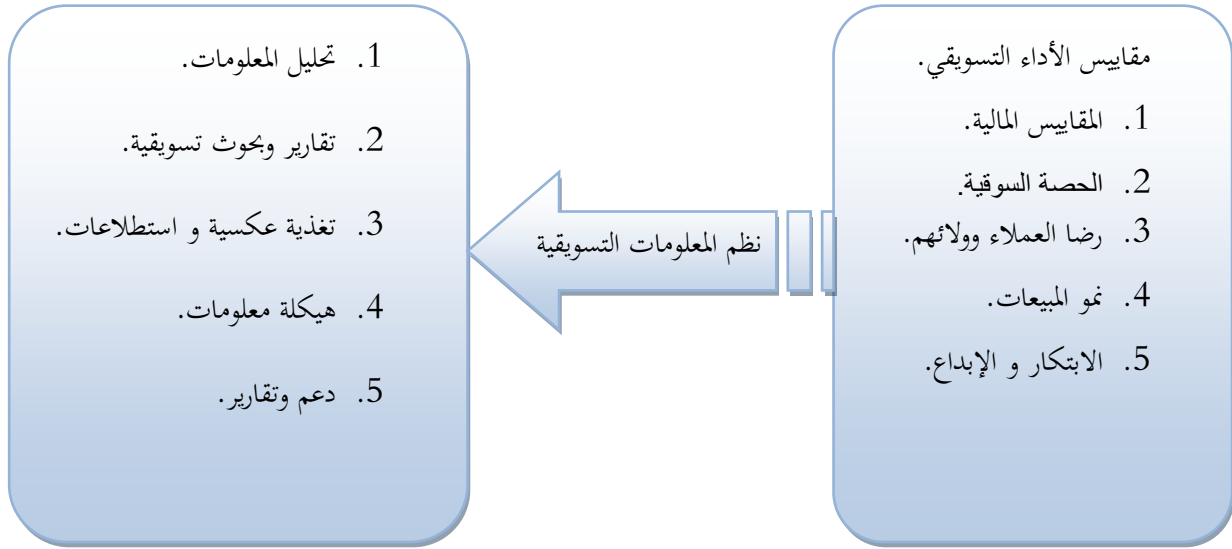 مقاييس الأداء التسويقي.
1. المقاييس المالية.
2. الحصة السوقية.
3. رضا العملاء وولائهم.
4. نمو المبيعات.
5. الابتكار و الإبداع.
نظم المعلومات التسويقية
1. تحليل المعلومات.
2. تقارير وبحوث تسويقية.
3. تغذية عكسية و استطلاعات.
4. هيكلة معلومات.
5. دعم وتقارير.